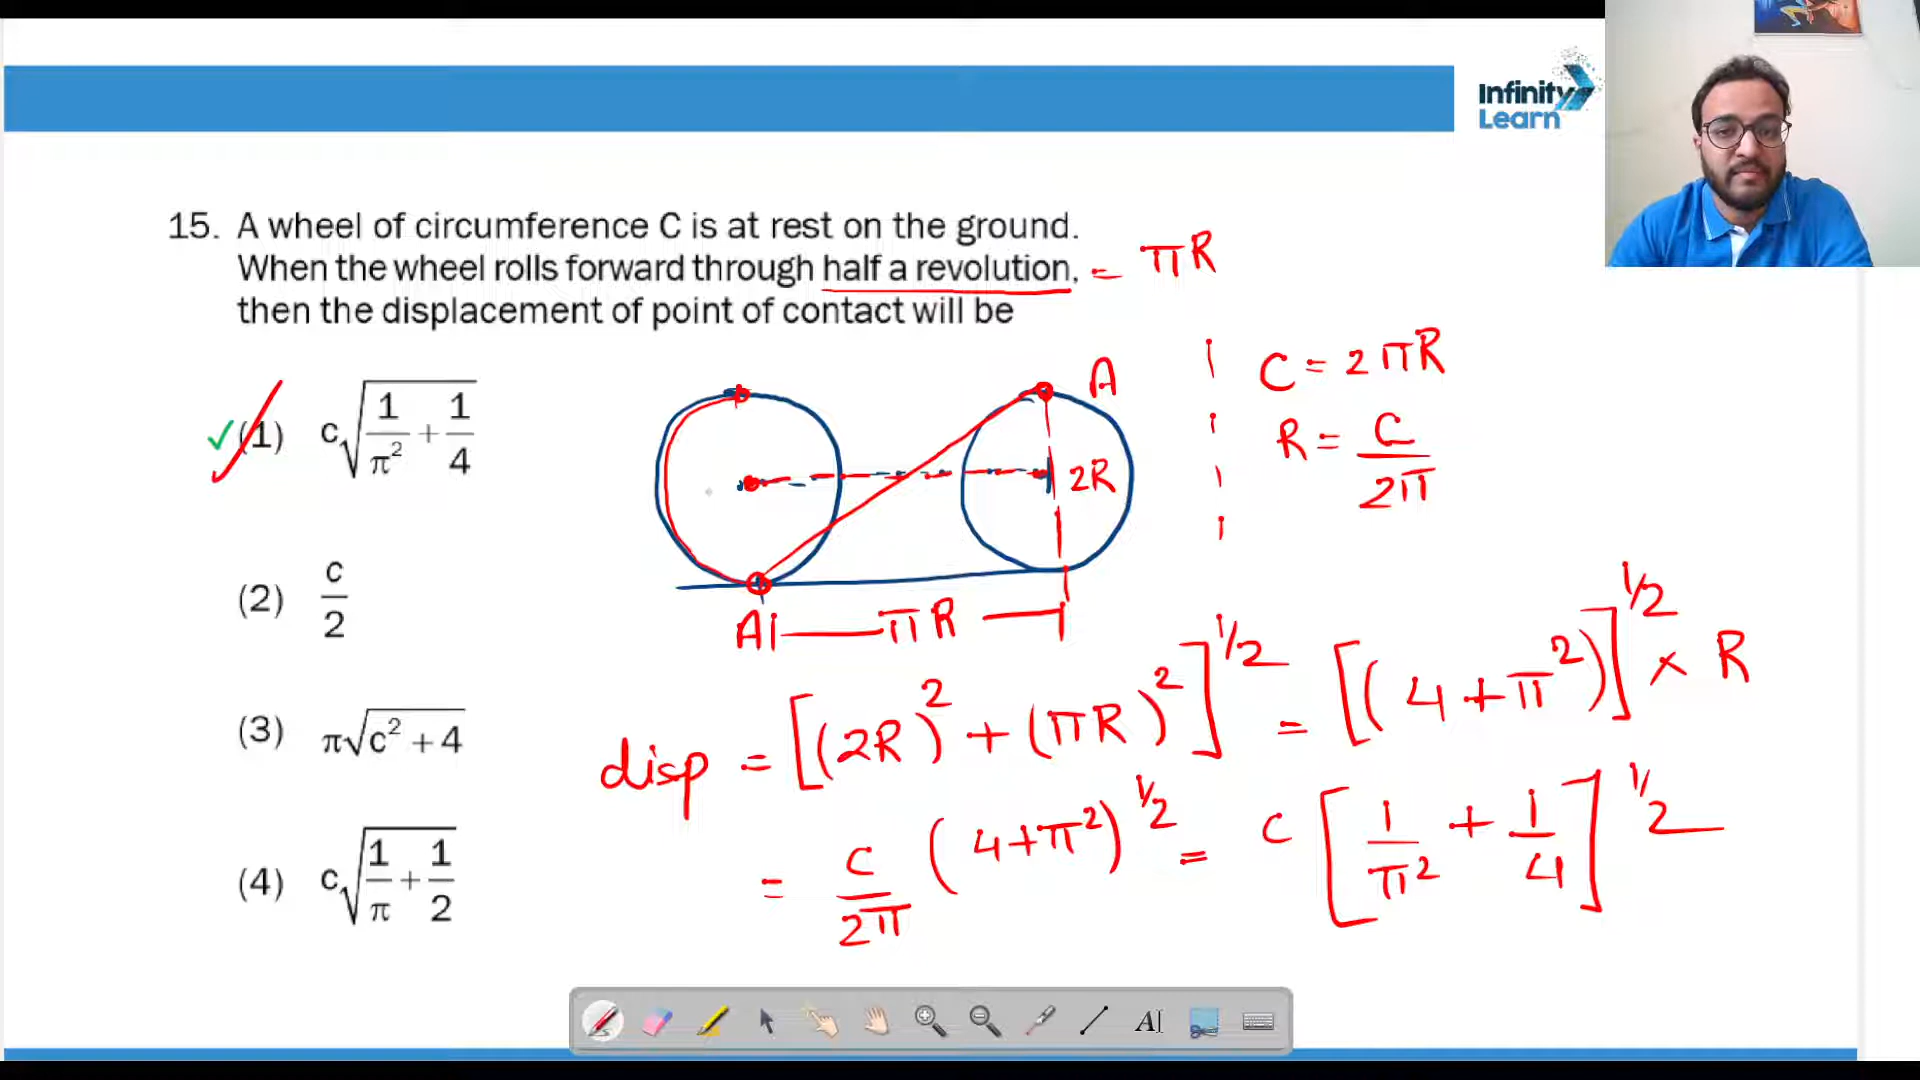 Infinity
Learn
15. A wheel of circumference C is at rest on the ground.
When the wheel rolls forward through half a revolution, = πR
then the displacement of point of contact will be
C = 2πR
R = C/2π
✓(1) c√(1/π² + 1/4)
(2) c/2
(3) π√(c² + 4)
(4) c√(1/π + 1/2)
A
2R
A
πR
disp = [(2R)² + (πR)²]^1/2 = [(4 + π²)]^1/2 × R
= C/2π (4+π²)^1/2 = C [1/π² + 1/4]^1/2
A